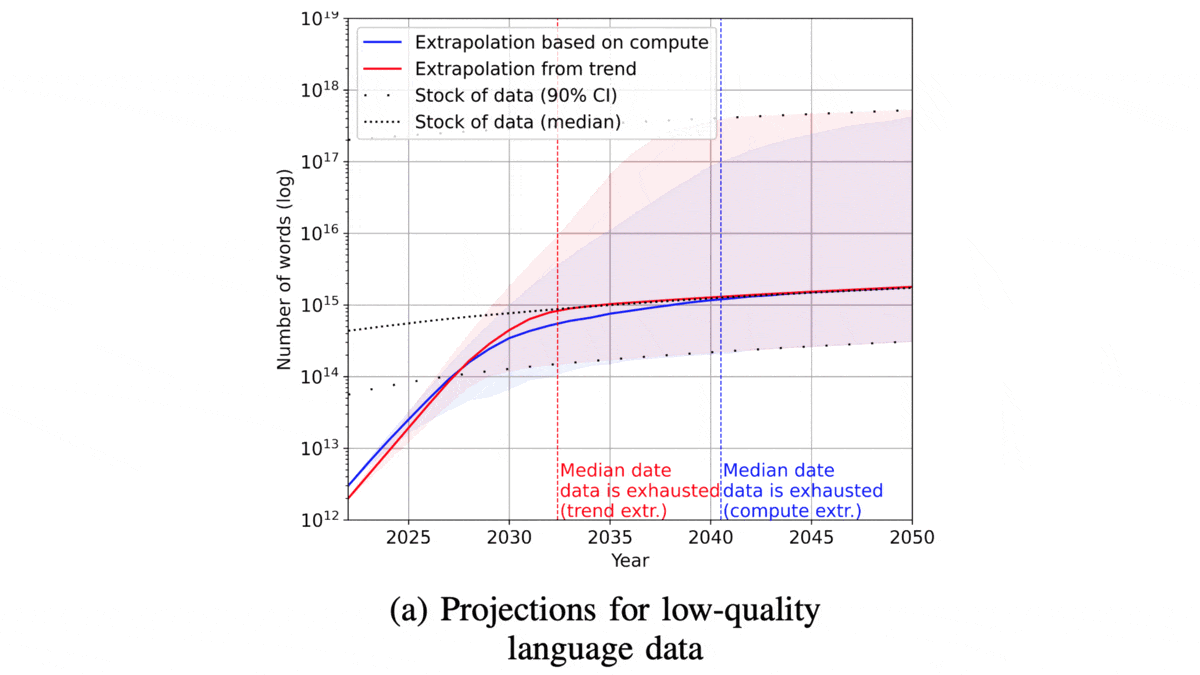 10^19
10^18
10^17
10^16
10^15
10^14
10^13
10^12
Number of words (log)
Extrapolation based on compute
Extrapolation from trend
Stock of data (90% CI)
Stock of data (median)
Median date
data is exhausted
(trend extr.)
Median date
data is exhausted
(compute extr.)
2025 2030 2035 2040 2045 2050
Year
(a) Projections for low-quality
language data